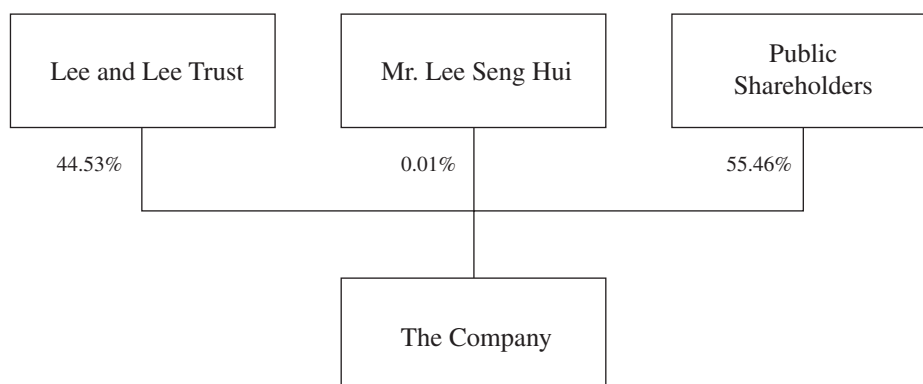 Lee and Lee Trust
Mr. Lee Seng Hui
Public
Shareholders
44.53%
0.01%
55.46%
The Company